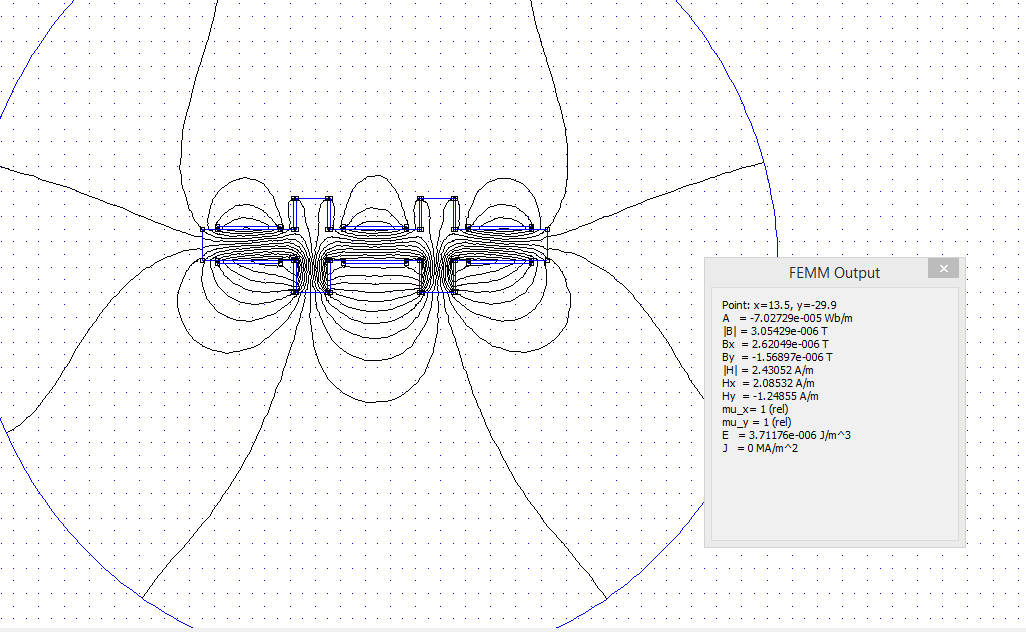 FEMM Output
Point: x=13.5, y=-29.9
A = -7.02729e-005 Wb/m
|B| = 3.05429e-006 T
Bx = 2.62049e-006 T
By = -1.56897e-006 T
|H| = 2.43052 A/m
Hx = 2.08532 A/m
Hy = -1.24855 A/m
mu_x= 1 (rel)
mu_y = 1 (rel)
E = 3.71176e-006 J/m^3
J = 0 MA/m^2